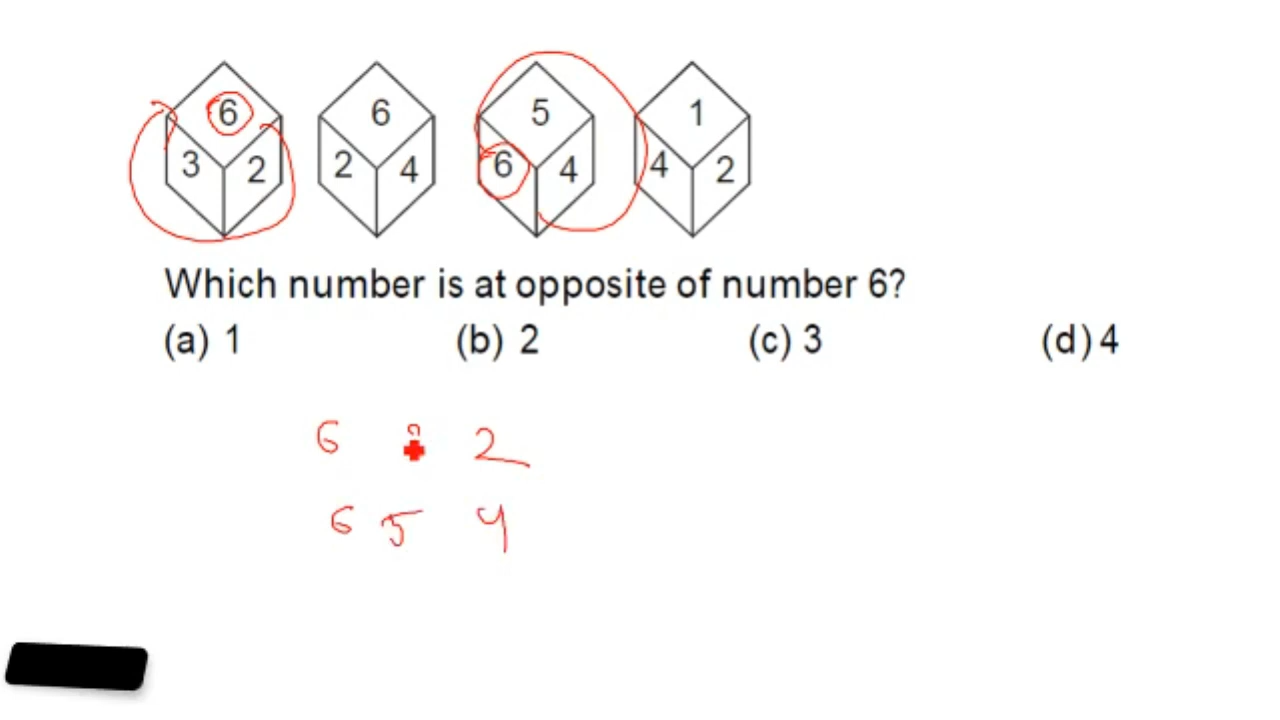 6 6 5 1
3 2 2 4 6 4 4 2
Which number is at opposite of number 6?
(a) 1 (b) 2 (c) 3 (d) 4
6 2
6 5 4